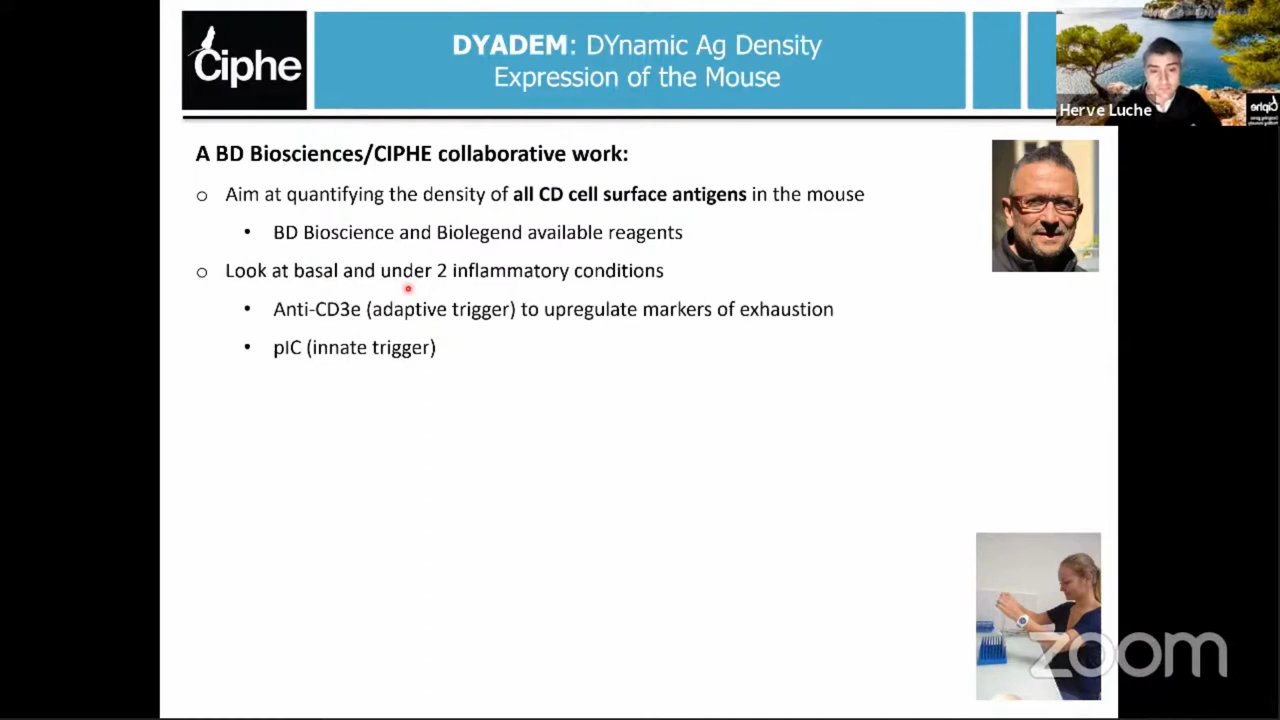 Ciphe
DYADEM: DYnamic Ag Density
Expression of the Mouse
Herve Luche
A BD Biosciences/CIPHE collaborative work:
o Aim at quantifying the density of all CD cell surface antigens in the mouse
• BD Bioscience and Biolegend available reagents
o Look at basal and under 2 inflammatory conditions
• Anti-CD3e (adaptive trigger) to upregulate markers of exhaustion
• pIC (innate trigger)
zoom